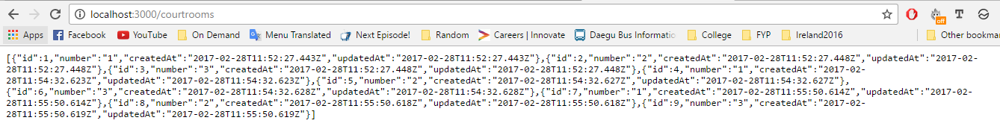 localhost:3000/courtrooms
off
T
Apps Facebook YouTube On Demand Menu Translated Next Episode! Random Careers | Innovate Daegu Bus Informatio College FYP Ireland2016 Other bookma
[{"id":1,"number":"1","createdAt":"2017-02-28T11:52:27.443Z","updatedAt":"2017-02-28T11:52:27.443Z"},{"id":2,"number":"2","createdAt":"2017-02-28T11:52:27.448Z","updatedAt":"2017-02-
28T11:52:27.448Z"},{"id":3,"number":"3","createdAt":"2017-02-28T11:52:27.448Z","updatedAt":"2017-02-28T11:52:27.448Z"},{"id":4,"number":"1","createdAt":"2017-02-
28T11:54:32.623Z","updatedAt":"2017-02-28T11:54:32.623Z"},{"id":5,"number":"2","createdAt":"2017-02-28T11:54:32.627Z","updatedAt":"2017-02-28T11:54:32.627Z"},
{"id":6,"number":"3","createdAt":"2017-02-28T11:54:32.628Z","updatedAt":"2017-02-28T11:54:32.628Z"},{"id":7,"number":"1","createdAt":"2017-02-28T11:55:50.614Z","updatedAt":"2017-02-
28T11:55:50.614Z"},{"id":8,"number":"2","createdAt":"2017-02-28T11:55:50.618Z","updatedAt":"2017-02-28T11:55:50.618Z"},{"id":9,"number":"3","createdAt":"2017-02-
28T11:55:50.619Z","updatedAt":"2017-02-28T11:55:50.619Z"}]